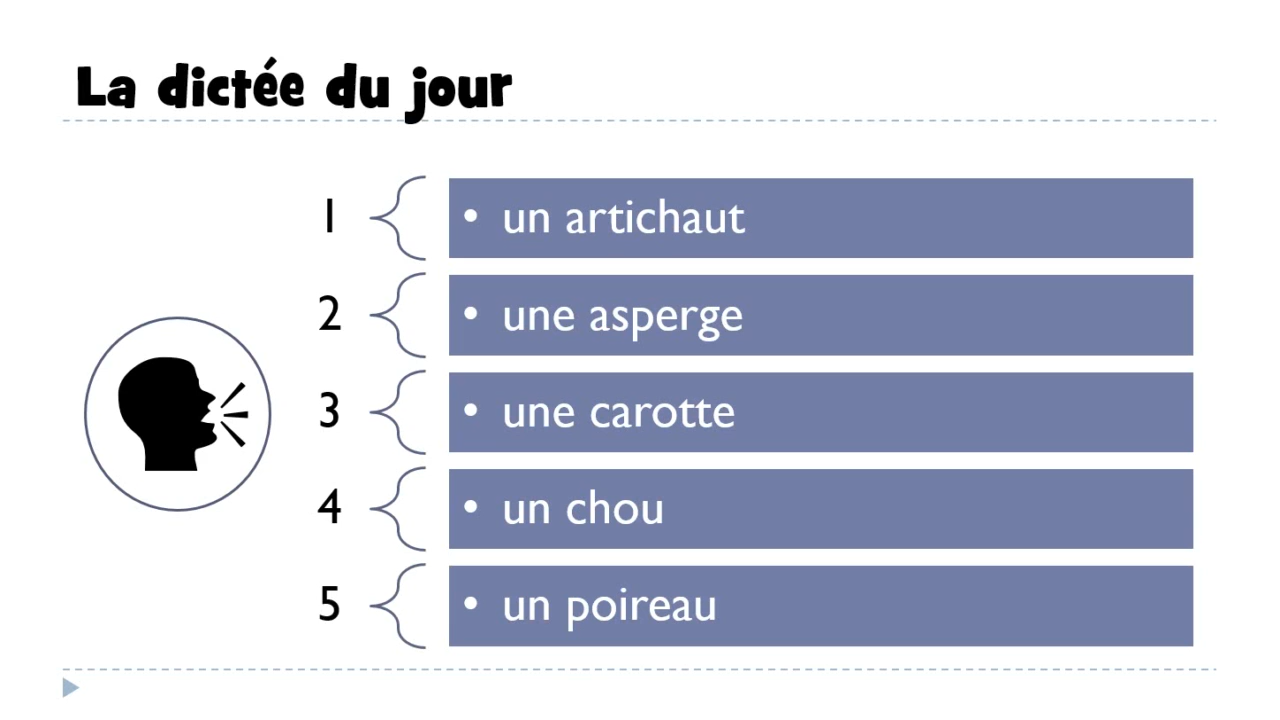 La dictée du jour
1 • un artichaut
2 • une asperge
3 • une carotte
4 • un chou
5 • un poireau